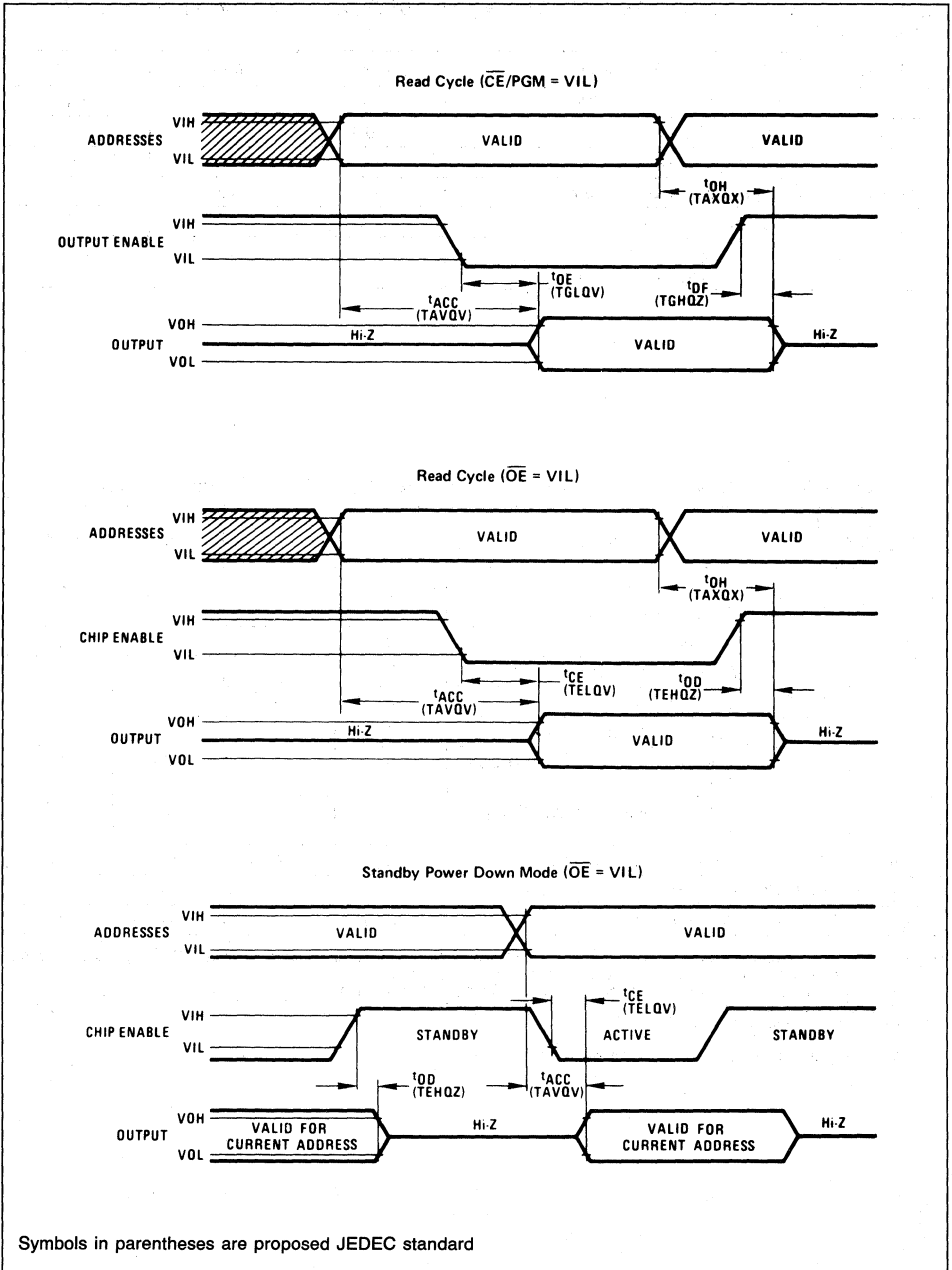 Read Cycle (CE/PGM = VIL)
ADDRESSES
VIH
VIL
VALID
VALID
tOH
(TAXQX)
OUTPUT ENABLE
VIH
VIL
tOE
(TGLQV)
tDF
(TGHQZ)
tACC
(TAVQV)
OUTPUT
VOH
VOL
Hi-Z
VALID
Hi-Z
Read Cycle (OE = VIL)
ADDRESSES
VIH
VIL
VALID
VALID
tOH
(TAXQX)
CHIP ENABLE
VIH
VIL
tCE
(TELQV)
tOD
(TEHQZ)
tACC
(TAVQV)
OUTPUT
VOH
VOL
Hi-Z
VALID
Hi-Z
Standby Power Down Mode (OE = VIL)
ADDRESSES
VIH
VIL
VALID
VALID
tCE
(TELQV)
CHIP ENABLE
VIH
VIL
STANDBY
ACTIVE
STANDBY
tOD
(TEHQZ)
tACC
(TAVQV)
OUTPUT
VOH
VOL
VALID FOR
CURRENT ADDRESS
Hi-Z
VALID FOR
CURRENT ADDRESS
Hi-Z
Symbols in parentheses are proposed JEDEC standard